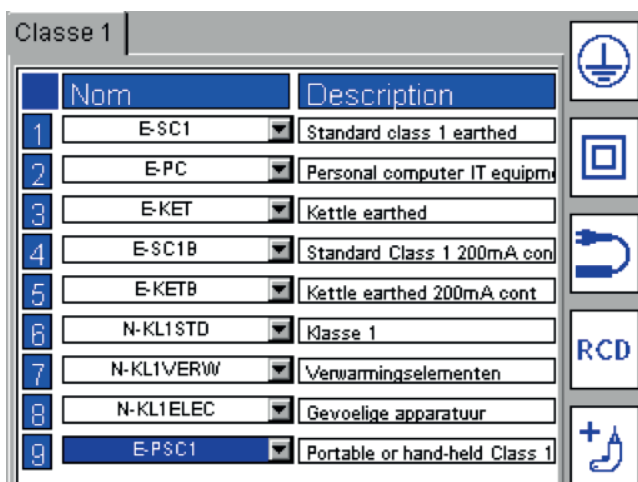 Classe 1
Nom Description
1 E-SC1 Standard class 1 earthed
2 E-PC Personal computer IT equipm
3 E-KET Kettle earthed
4 E-SC1B Standard Class 1 200mA con
5 E-KETB Kettle earthed 200mA cont
6 N-KL1STD Klasse 1
7 N-KL1VERW Verwarmingselementen
8 N-KL1ELEC Gevoelige apparatuur
9 E-PSC1 Portable or hand-held Class 1
RCD